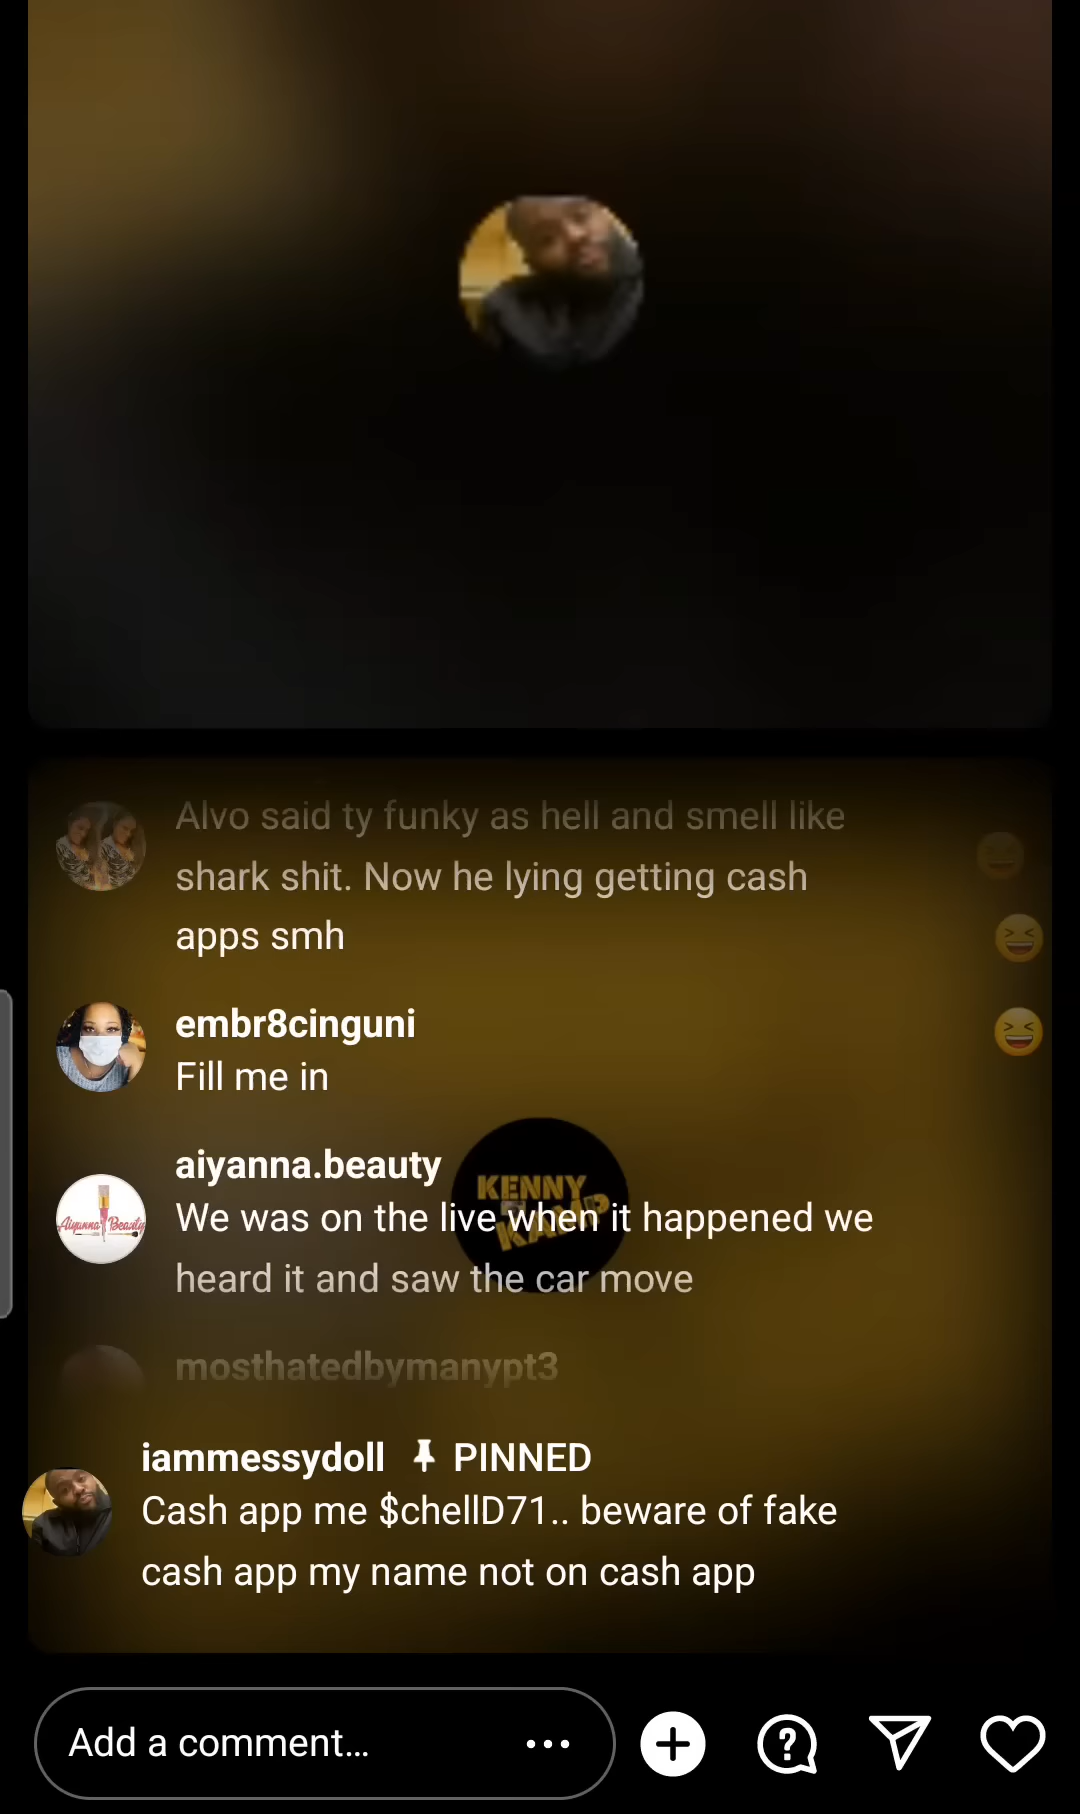 Alvo said ty funky as hell and smell like
shark shit. Now he lying getting cash
apps smh
embr8cinguni
Fill me in
aiyanna.beauty
Aiyanna Beauty
KENNY
KAMP
We was on the live when it happened we
heard it and saw the car move
mosthatedbymanypt3
iammessydoll PINNED
Cash app me $chellD71.. beware of fake
cash app my name not on cash app
Add a comment...